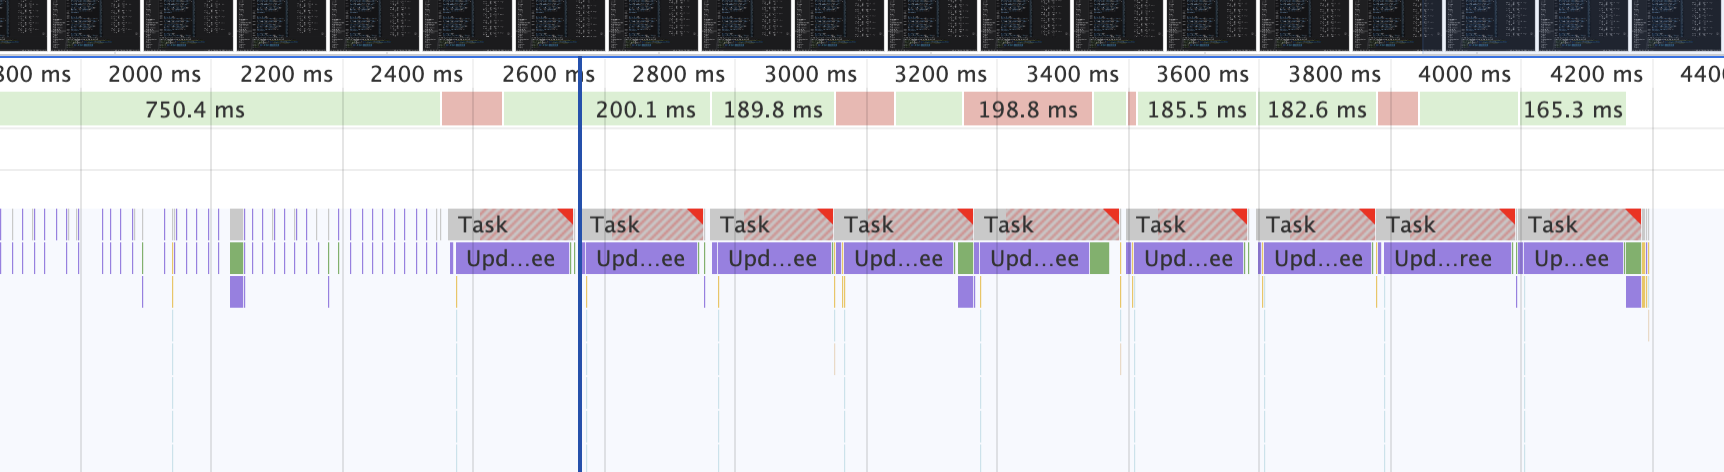 800 ms 2000 ms 2200 ms 2400 ms 2600 ms 2800 ms 3000 ms 3200 ms 3400 ms 3600 ms 3800 ms 4000 ms 4200 ms 4400
750.4 ms 200.1 ms 189.8 ms 198.8 ms 185.5 ms 182.6 ms 165.3 ms
Task Task Task Task Task Task Task Task Task
Upd...ee Upd...ee Upd...ee Upd...ee Upd...ee Upd...ee Upd...ee Upd...ree Up...ee